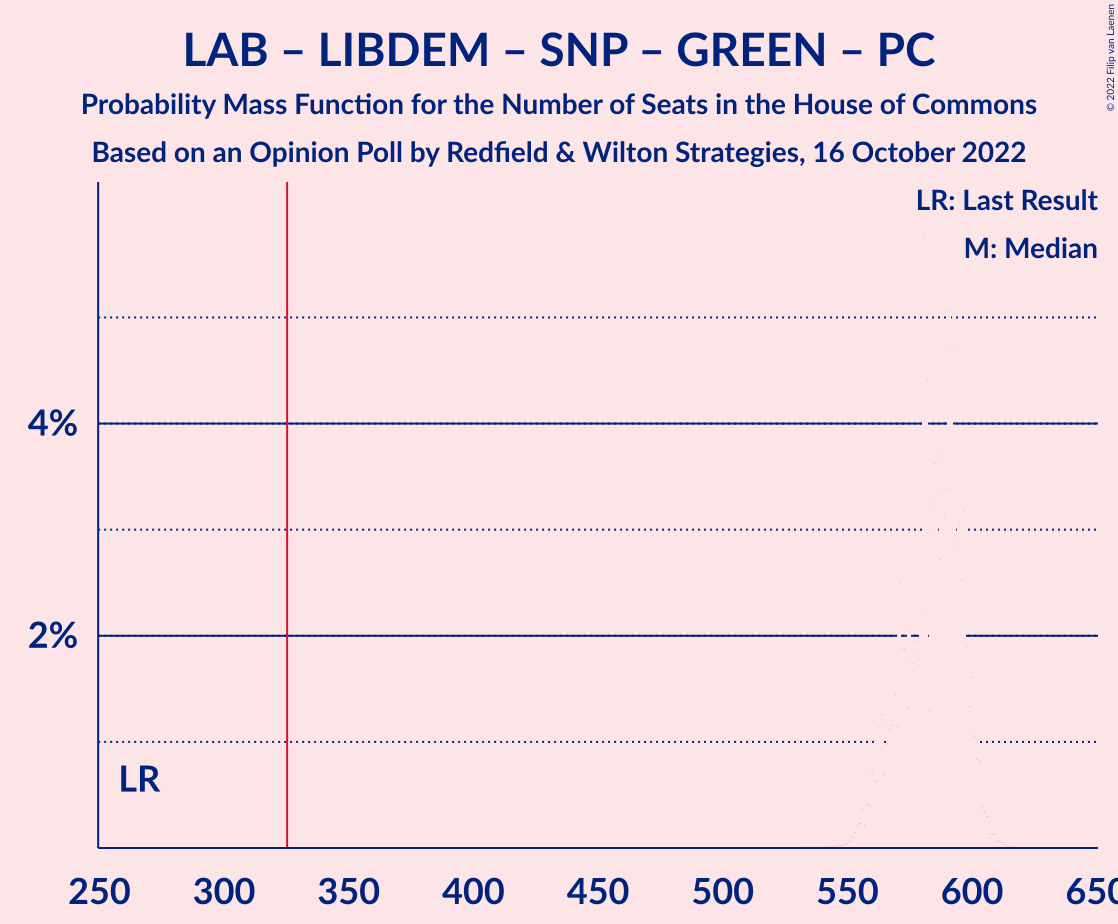 LAB – LIBDEM – SNP – GREEN – PC
Probability Mass Function for the Number of Seats in the House of Commons
Based on an Opinion Poll by Redfield & Wilton Strategies, 16 October 2022
© 2022 Filip van Laenen
LR: Last Result
M: Median
4%
2%
LR
250 300 350 400 450 500 550 600 650